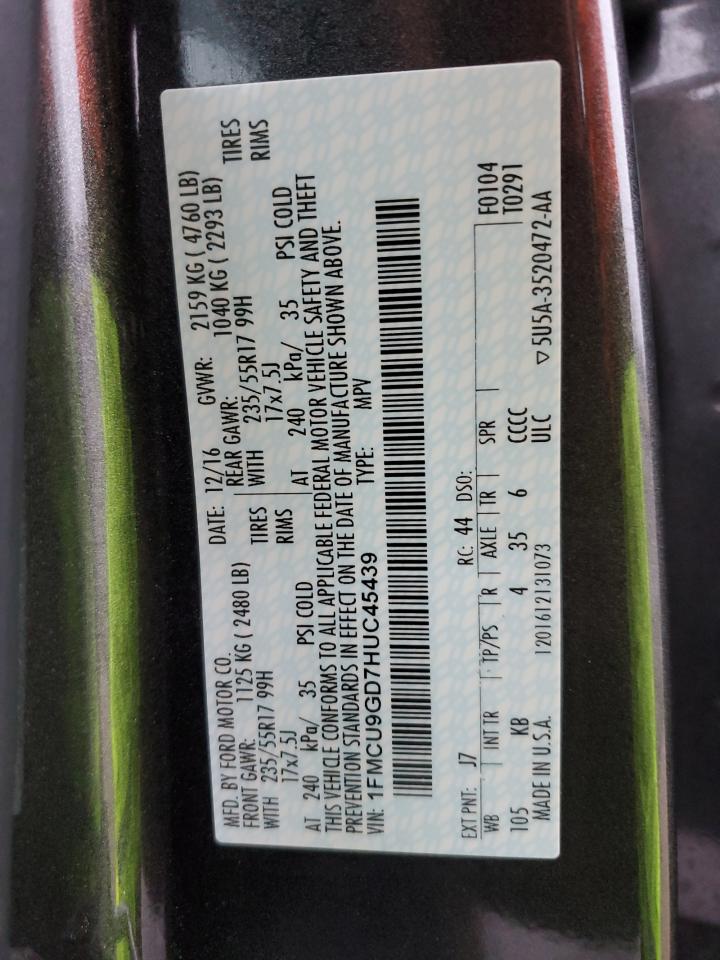 MFD. BY FORD MOTOR CO. DATE: 12/16 GVWR: 2159 KG ( 4760 LB)
FRONT GAWR: 1125 KG ( 2480 LB) REAR GAWR: 1040 KG ( 2293 LB)
WITH 235/55R17 99H TIRES WITH 235/55R17 99H TIRES
17x7.5J RIMS 17x7.5J RIMS
AT 240 kPa/ 35 PSI COLD AT 240 kPa/ 35 PSI COLD
THIS VEHICLE CONFORMS TO ALL APPLICABLE FEDERAL MOTOR VEHICLE SAFETY AND THEFT
PREVENTION STANDARDS IN EFFECT ON THE DATE OF MANUFACTURE SHOWN ABOVE.
VIN: 1FMCU9GD7HUC45439 TYPE: MPV
EXT PNT: J7 RC: 44 DSO: F0104
WB INT TR TP/PS R AXLE TR SPR T0291
105 KB 4 35 6 CCCC
MADE IN U.S.A. 1201612131073 ULC ▽5U5A-3520472-AA